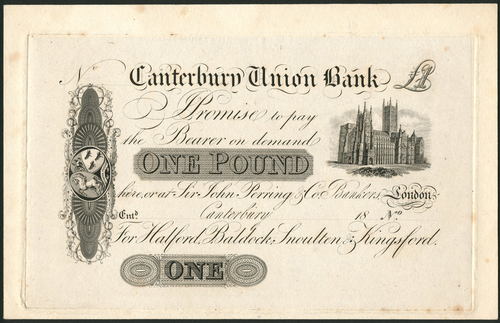 No
Canterbury Union Bank £1
I Promise to pay
the Bearer on demand
ONE POUND
here, or at Sir John Perring & Co. Bankers London
Canterbury 18 No
Entd
For Halford, Baldock, Snoulten & Kingsford.
ONE